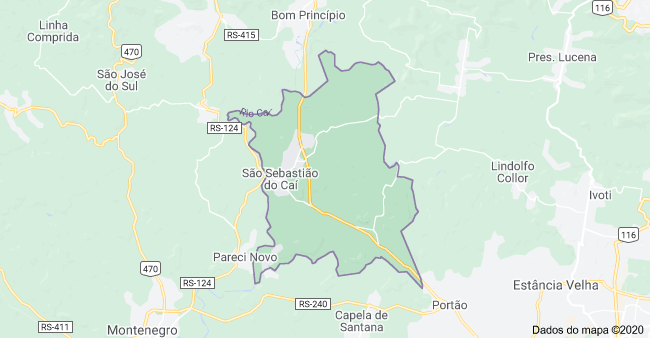 Bom Princípio
116
Linha
Comprida
RS-415
470
Pres. Lucena
São José
do Sul
Rio Caí
RS-124
São Sebastião
do Caí
Lindolfo
Collor
Ivoti
116
Pareci Novo
470
RS-124
Estância Velha
RS-240
Portão
Capela de
Santana
RS-411
Montenegro
Dados do mapa ©2020